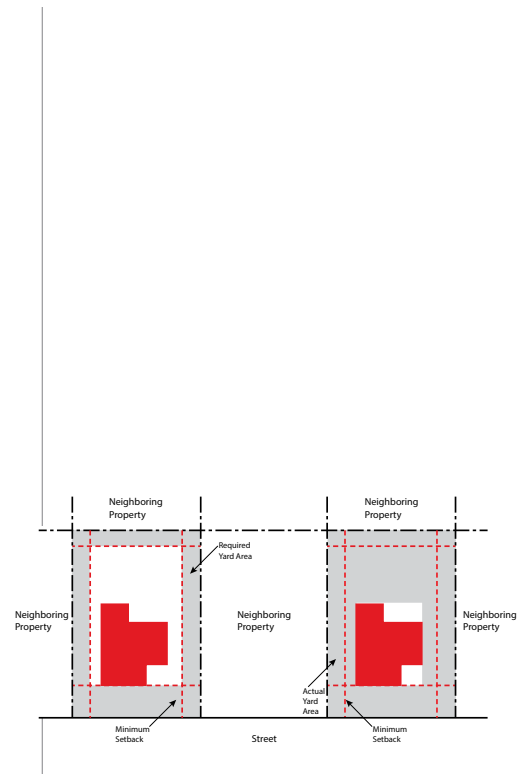 Neighboring
Property
Neighboring
Property
Required
Yard Area
Neighboring
Property
Neighboring
Property
Neighboring
Property
Actual
Yard
Area
Minimum
Setback
Street
Minimum
Setback